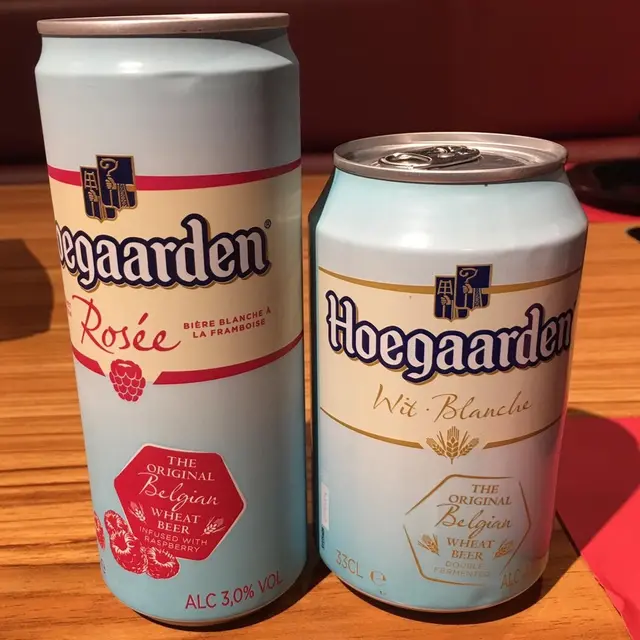 oegaarden®
Rosée
BIÈRE BLANCHE À
LA FRAMBOISE
THE
ORIGINAL
Belgian
WHEAT
BEER
INFUSED WITH
RASPBERRY
ALC 3,0% VOL
Hoegaarden
Wit · Blanche
THE
ORIGINAL
Belgian
WHEAT
BEER
DOUBLE
FERMENTED
33CL e